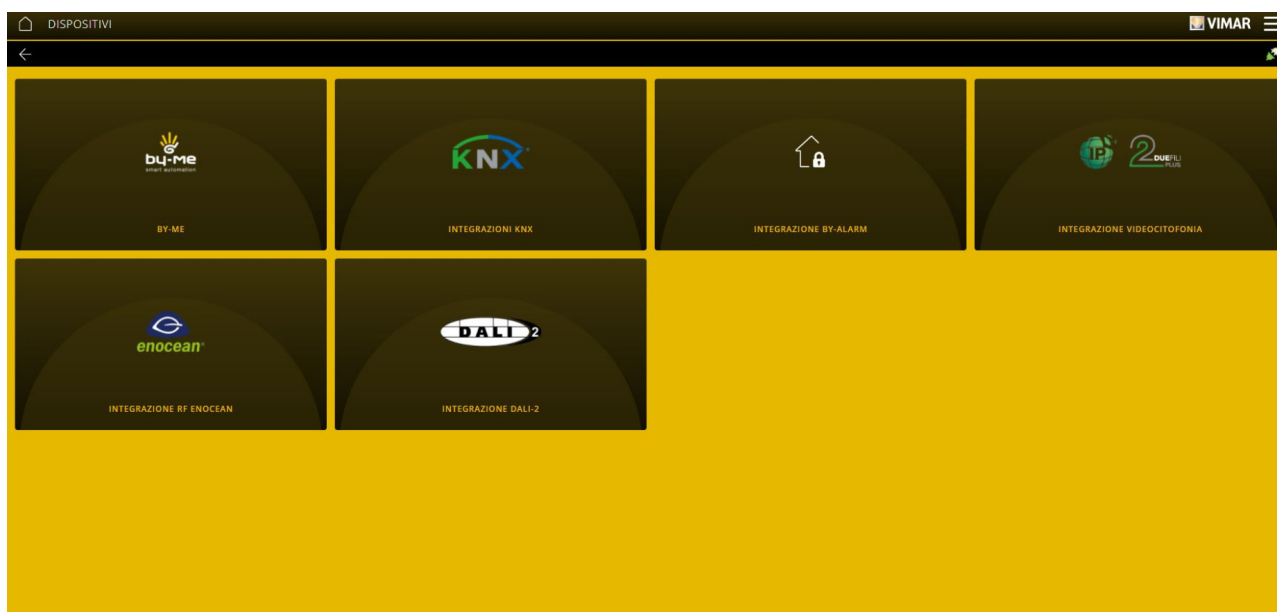 DISPOSITIVI
VIMAR
by-me
smart automation
BY-ME
KNX
INTEGRAZIONI KNX
INTEGRAZIONE BY-ALARM
IP 2 DUEFILI
PLUS
INTEGRAZIONE VIDEOCITOFONIA
enocean®
INTEGRAZIONE RF ENOCEAN
DALI 2
INTEGRAZIONE DALI-2